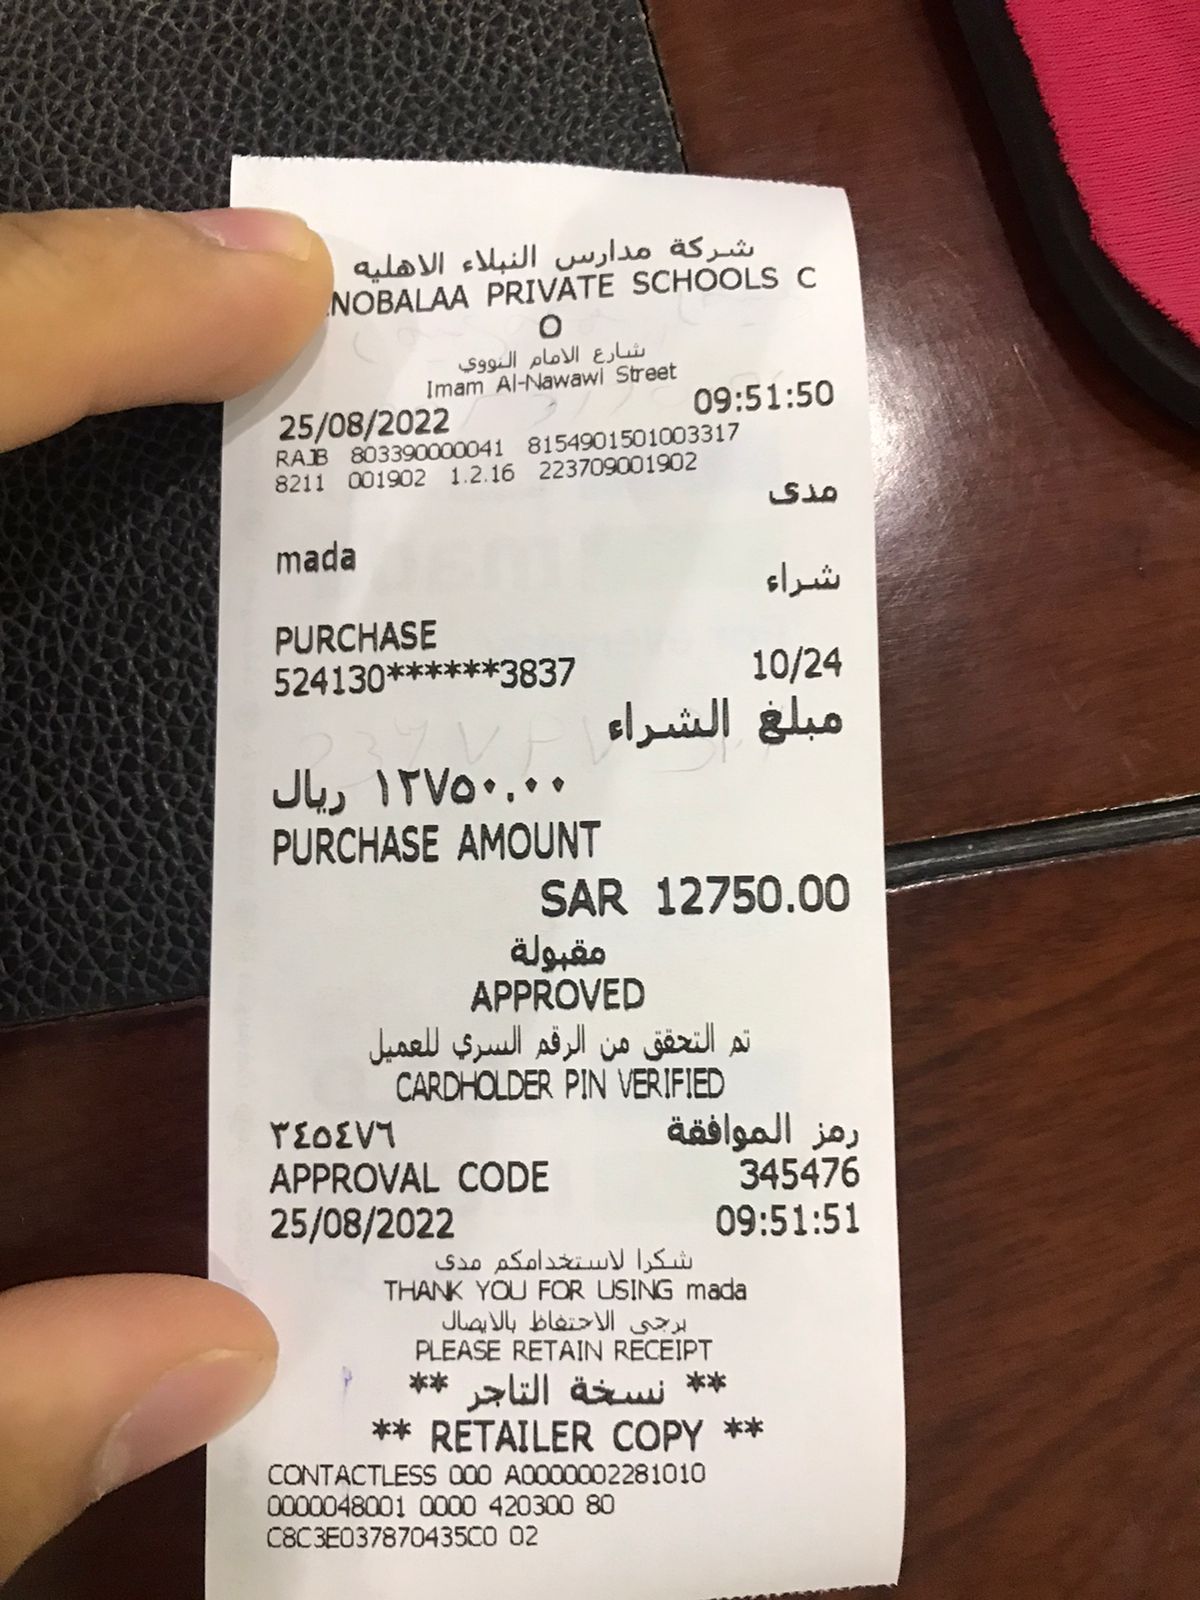 شركة مدارس النبلاء الاهليه
NOBALAA PRIVATE SCHOOLS C
O
شارع الامام النووي
Imam Al-Nawawi Street
25/08/2022 09:51:50
RAJB 803390000041 8154901501003317
8211 001902 1.2.16 223709001902
مدى
mada
شراء
PURCHASE
524130******3837 10/24
مبلغ الشراء
١٢٧٥٠.٠٠ ريال
PURCHASE AMOUNT
SAR 12750.00
مقبولة
APPROVED
تم التحقق من الرقم السري للعميل
CARDHOLDER PIN VERIFIED
رمز الموافقة ٣٤٥٤٧٦
APPROVAL CODE 345476
25/08/2022 09:51:51
شكرا لاستخدامكم مدى
THANK YOU FOR USING mada
يرجى الاحتفاظ بالايصال
PLEASE RETAIN RECEIPT
** نسخة التاجر **
** RETAILER COPY **
CONTACTLESS 000 A0000002281010
0000048001 0000 420300 80
C8C3E037870435C0 02